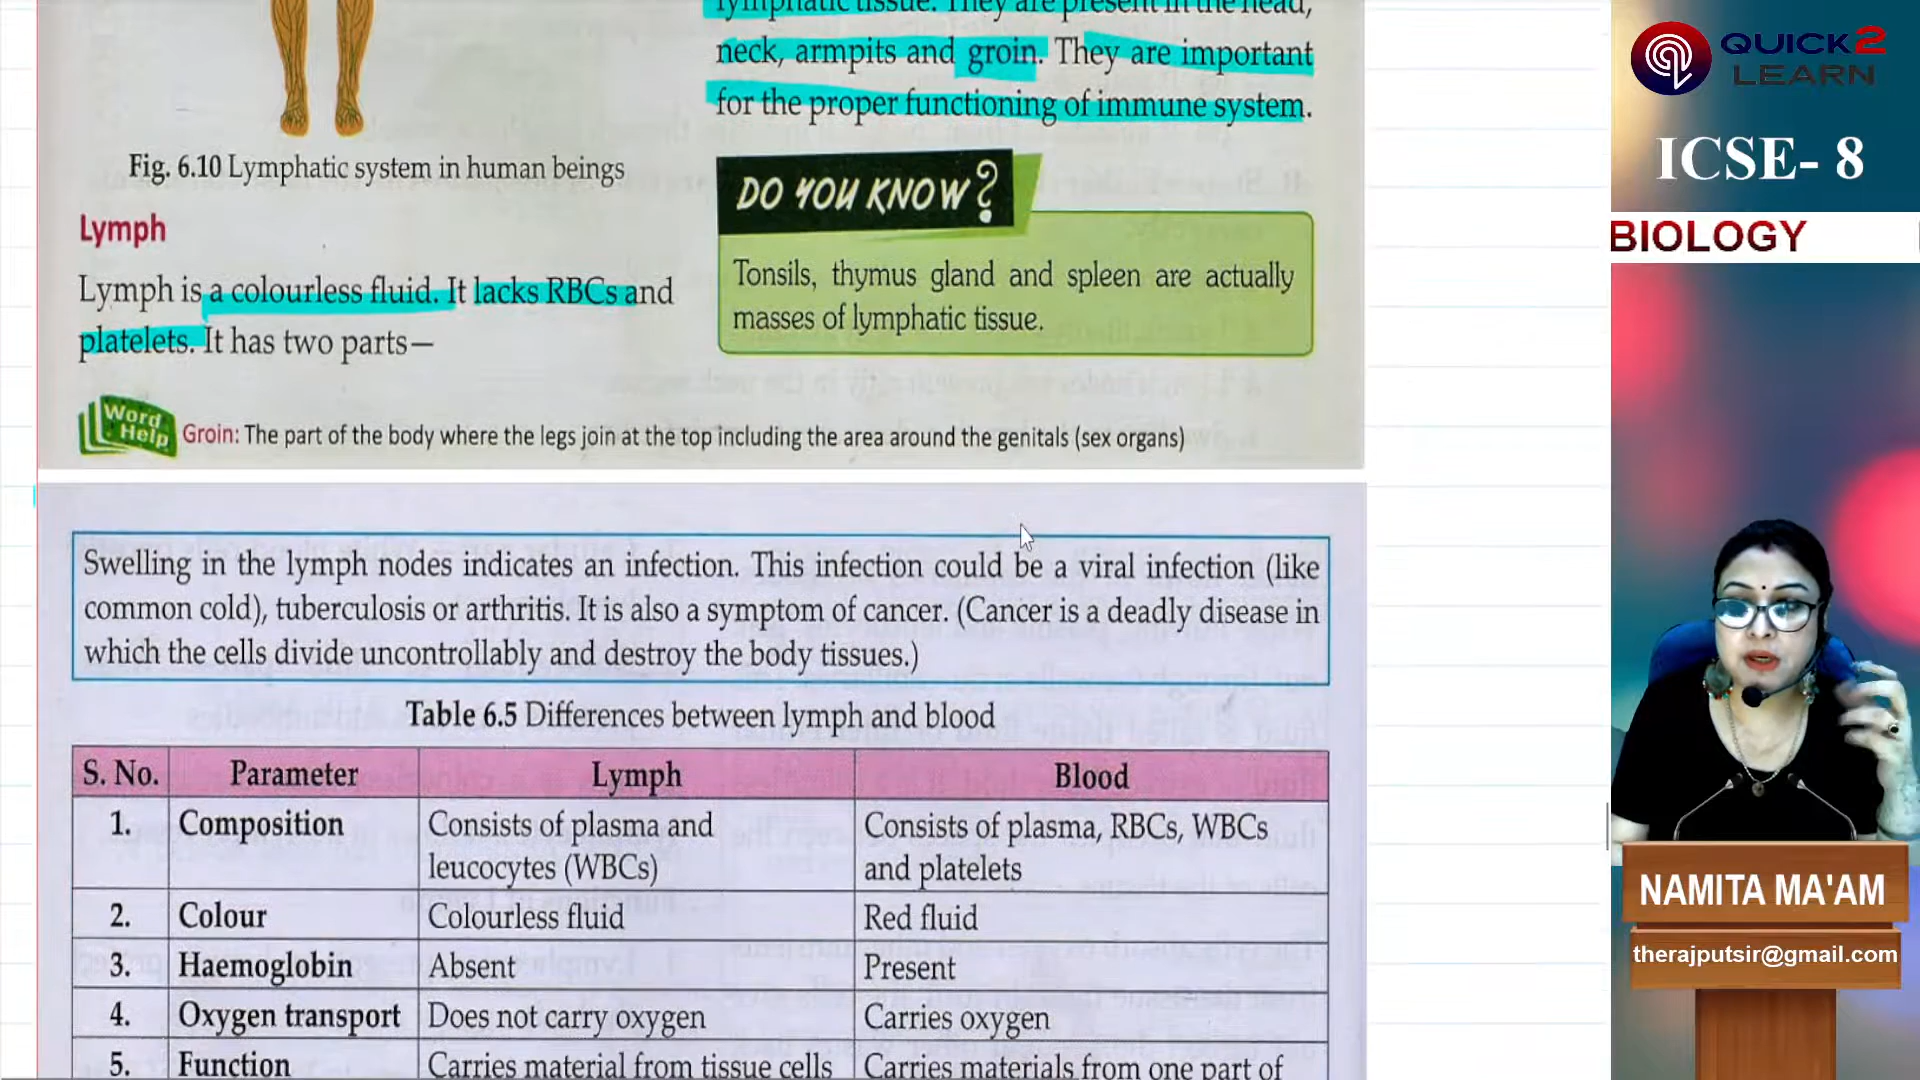 lymphatic tissue. They are present in the head,
neck, armpits and groin. They are important
for the proper functioning of immune system.
Fig. 6.10 Lymphatic system in human beings
Lymph
Lymph is a colourless fluid. It lacks RBCs and
platelets. It has two parts—
DO YOU KNOW?
Tonsils, thymus gland and spleen are actually
masses of lymphatic tissue.
Word Help
Groin: The part of the body where the legs join at the top including the area around the genitals (sex organs)
Swelling in the lymph nodes indicates an infection. This infection could be a viral infection (like
common cold), tuberculosis or arthritis. It is also a symptom of cancer. (Cancer is a deadly disease in
which the cells divide uncontrollably and destroy the body tissues.)
Table 6.5 Differences between lymph and blood
S. No. Parameter Lymph Blood
1. Composition Consists of plasma and leucocytes (WBCs) Consists of plasma, RBCs, WBCs and platelets
2. Colour Colourless fluid Red fluid
3. Haemoglobin Absent Present
4. Oxygen transport Does not carry oxygen Carries oxygen
5. Function Carries material from tissue cells Carries materials from one part of
QUICK2
LEARN
ICSE- 8
BIOLOGY
NAMITA MA'AM
therajputsir@gmail.com